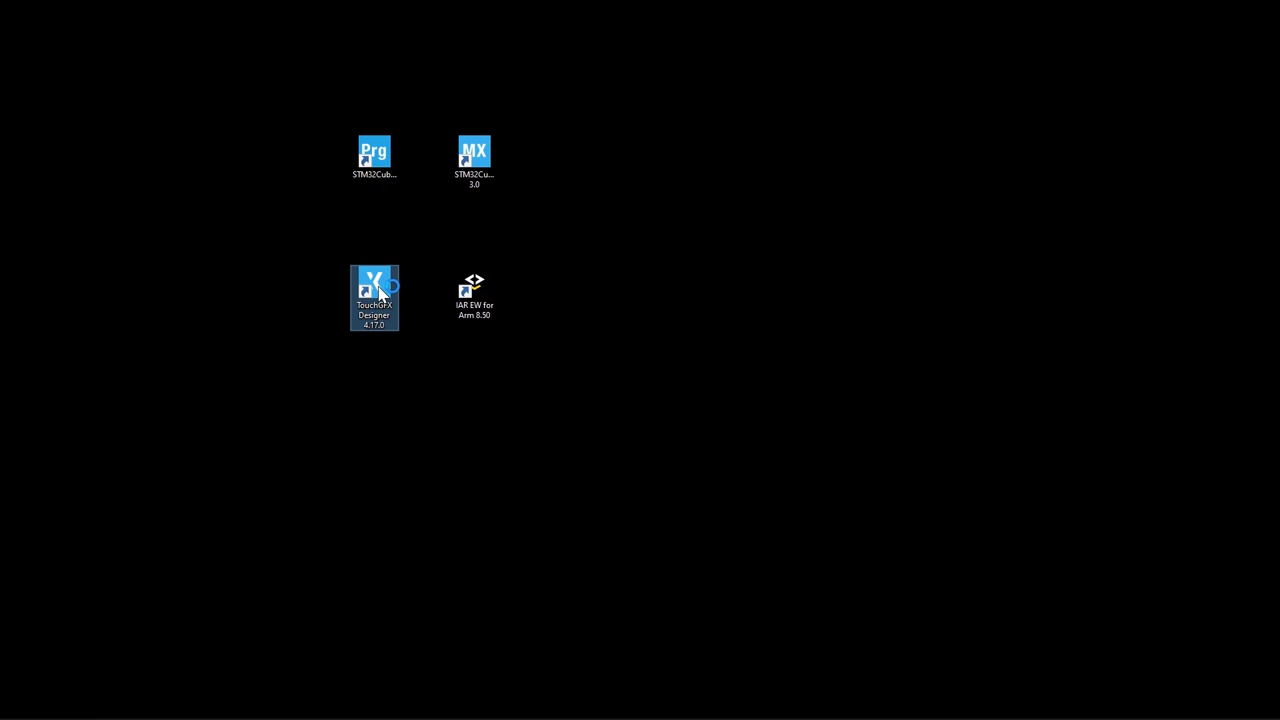 Prg
MX
STM32Cub...
STM32Cu...
3.0
TouchGFX
Designer
4.17.0
IAR EW for
Arm 8.50